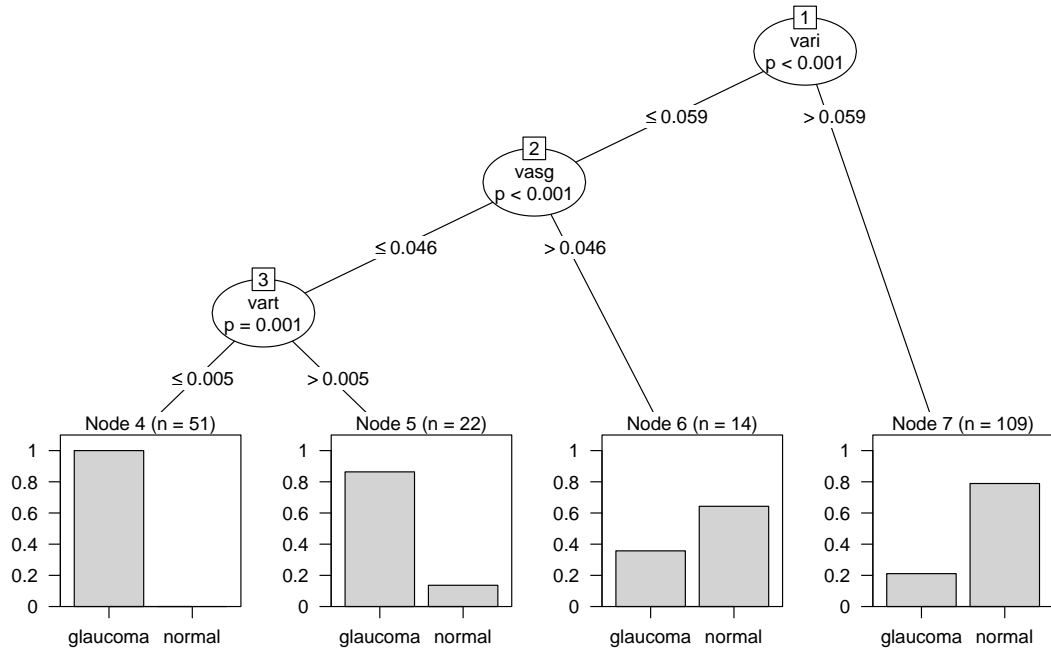 1
vari
p < 0.001
≤ 0.059
> 0.059
2
vasg
p < 0.001
≤ 0.046
> 0.046
3
vart
p = 0.001
≤ 0.005
> 0.005
Node 4 (n = 51)
1
0.8
0.6
0.4
0.2
0
glaucoma normal
Node 5 (n = 22)
1
0.8
0.6
0.4
0.2
0
glaucoma normal
Node 6 (n = 14)
1
0.8
0.6
0.4
0.2
0
glaucoma normal
Node 7 (n = 109)
1
0.8
0.6
0.4
0.2
0
glaucoma normal